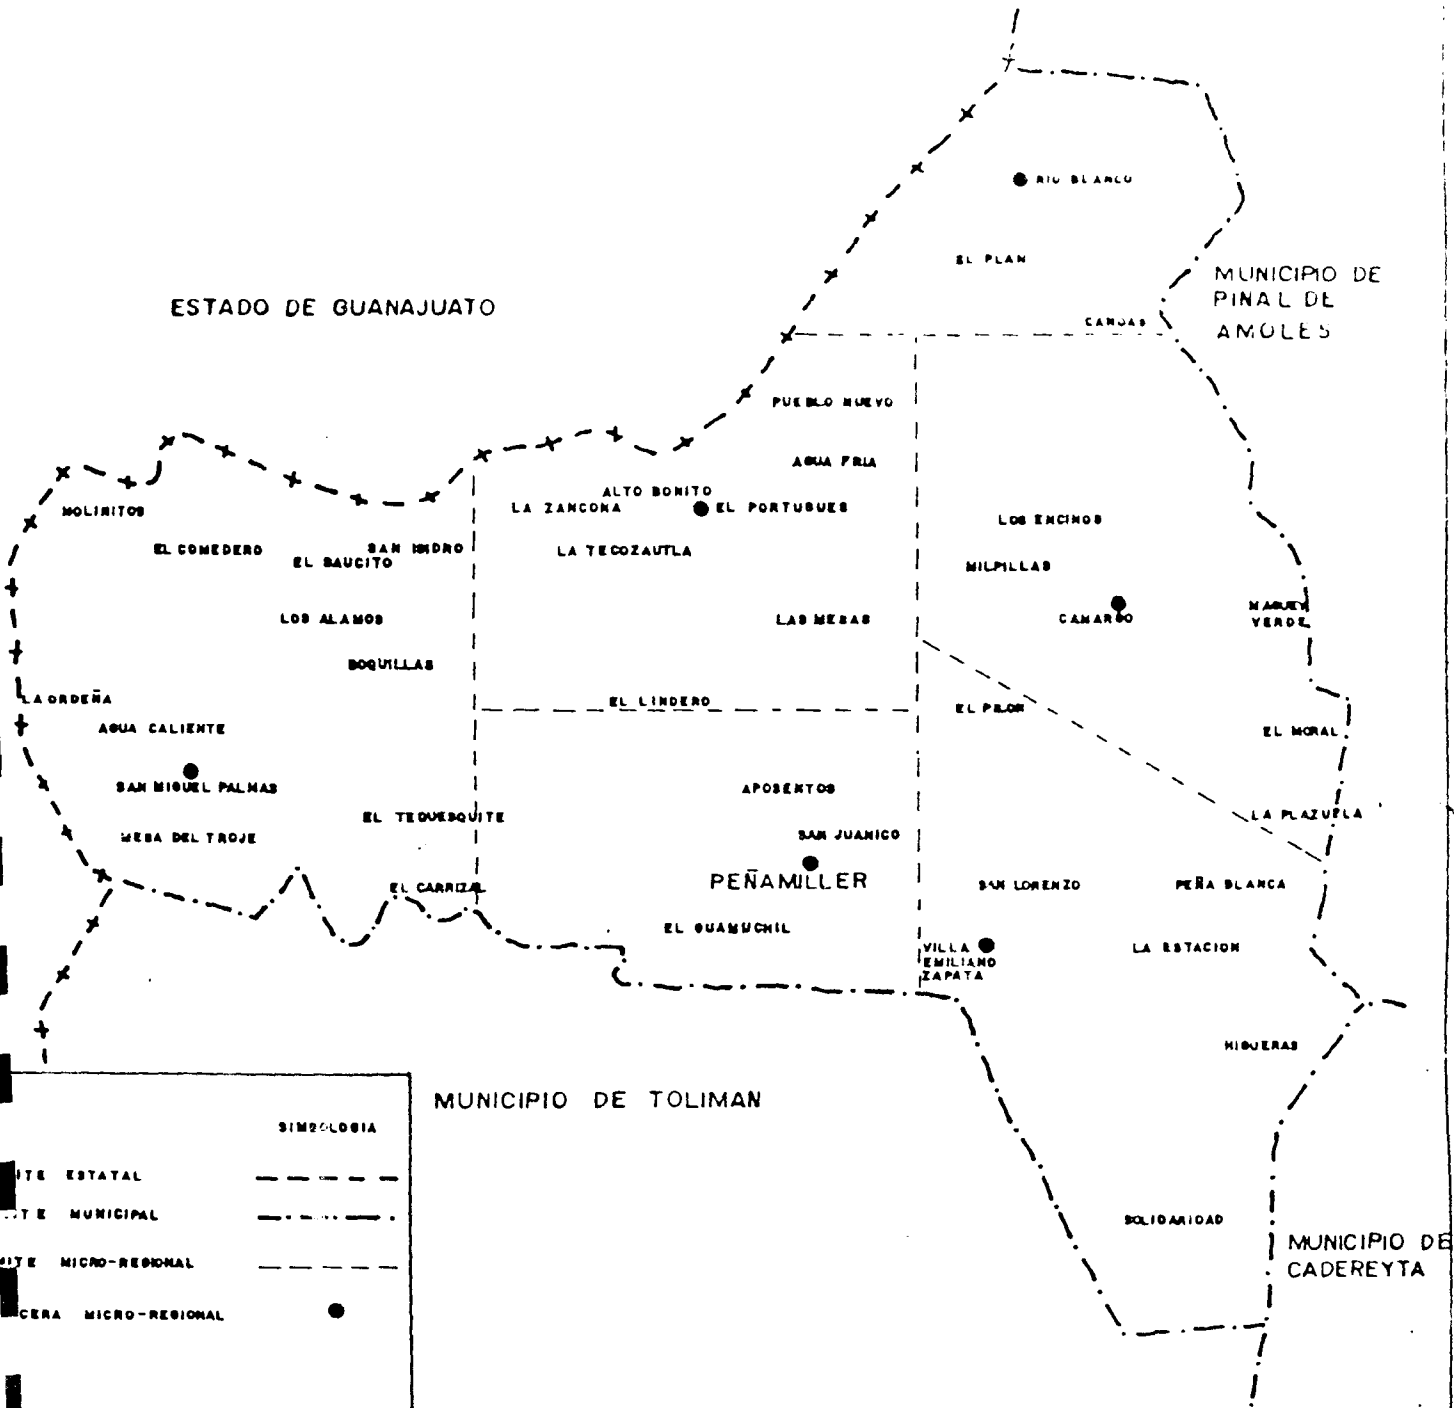 RIO BLANCO
EL PLAN
MUNICIPIO DE
PINAL DE
AMOLES
ESTADO DE GUANAJUATO
CANOAS
PUEBLO NUEVO
AGUA FRIA
ALTO BONITO
LA ZANCONA
EL PORTUGUES
MOLINITOS
LOS ENCINOS
EL COMEDERO
SAN ISIDRO
EL SAUCITO
LA TECOZAUTLA
MILPILLAS
LOS ALAMOS
LAS MESAS
CAMARGO
MAGUEY
VERDE
BOQUILLAS
LA ORDEÑA
EL LINDERO
EL PILON
AGUA CALIENTE
EL MORAL
SAN MIGUEL PALMAS
APOSENTOS
EL TEQUESQUITE
LA PLAZUELA
MESA DEL TROJE
SAN JUANICO
PEÑAMILLER
EL CARRIZAL
SAN LORENZO
PEÑA BLANCA
EL GUAMUCHIL
VILLA
EMILIANO
ZAPATA
LA ESTACION
HIGUERAS
MUNICIPIO DE TOLIMAN
SIMBOLOGIA
ITE ESTATAL
TE MUNICIPAL
ITE MICRO-REGIONAL
CERA MICRO-REGIONAL
SOLIDARIDAD
MUNICIPIO DE
CADEREYTA